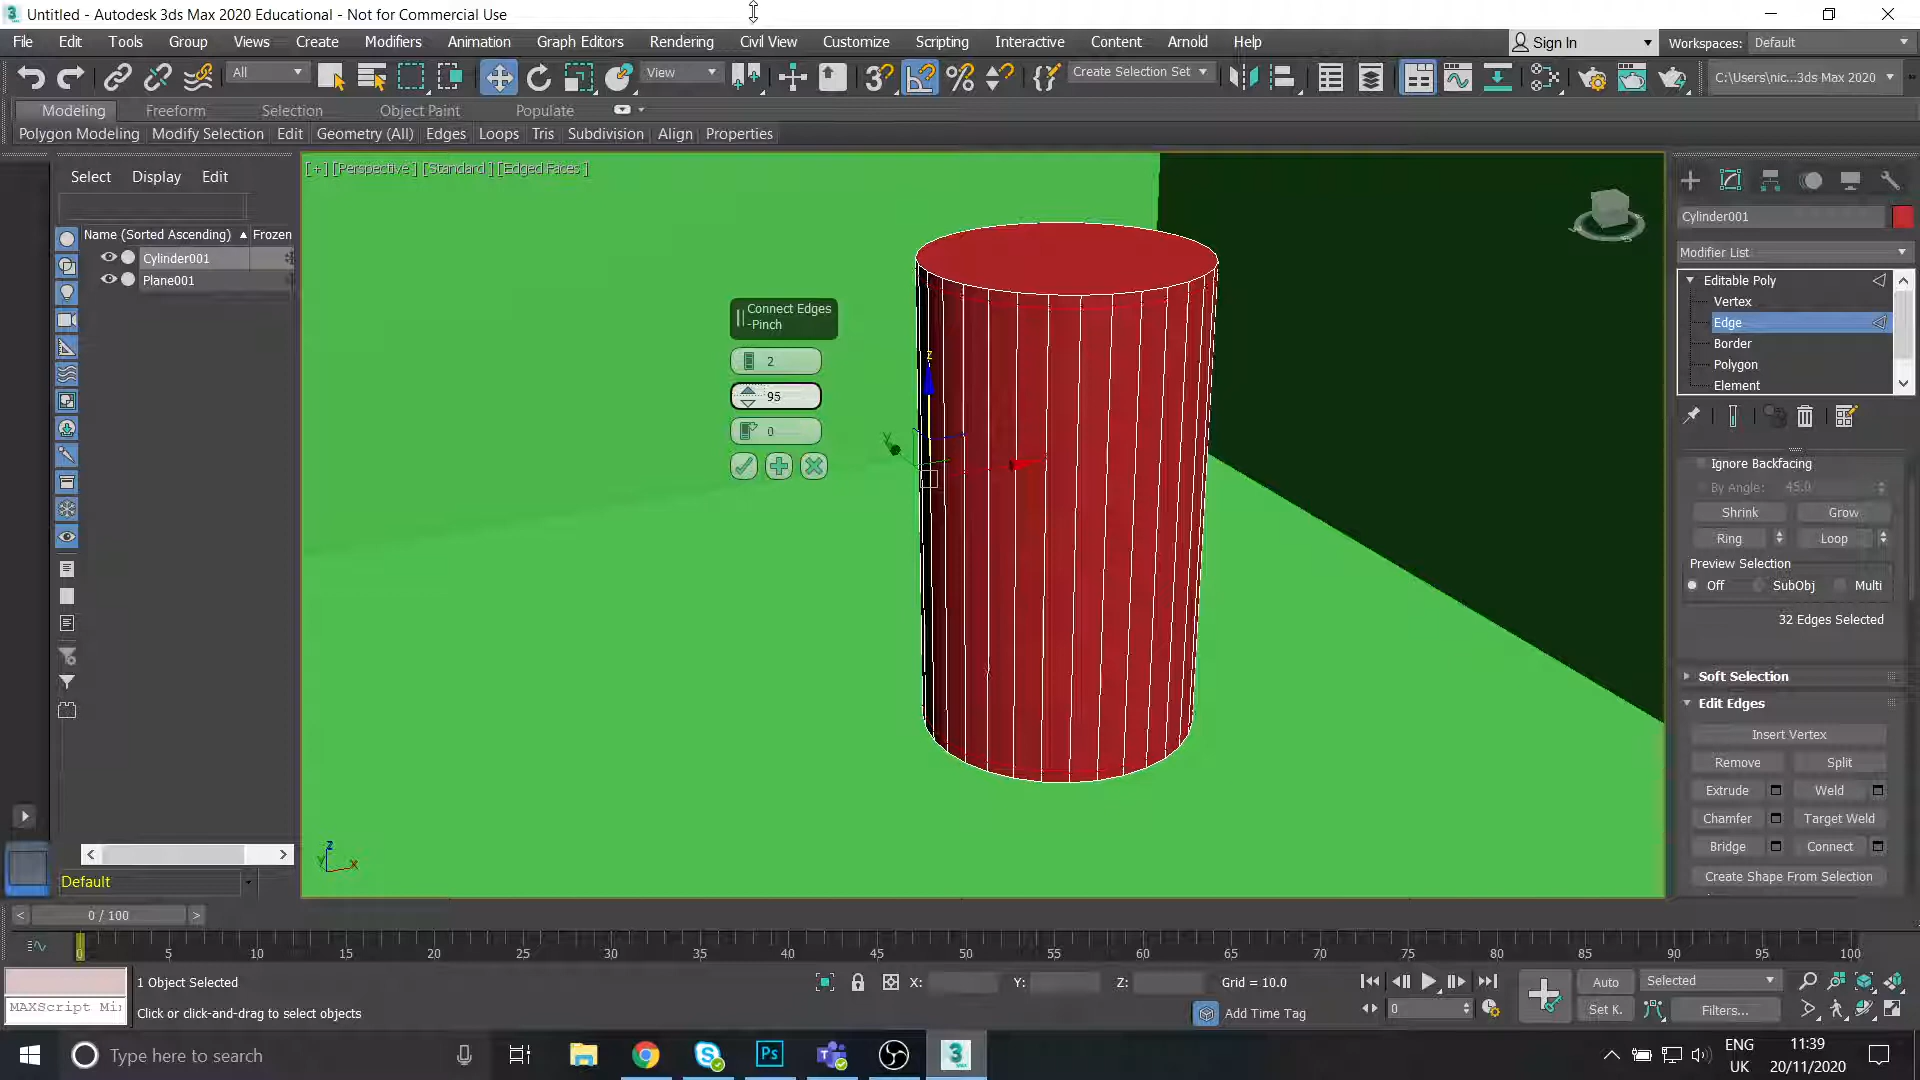 Untitled - Autodesk 3ds Max 2020 Educational - Not for Commercial Use
File Edit Tools Group Views Create Modifiers Animation Graph Editors Rendering Civil View Customize Scripting Interactive Content Arnold Help
Sign In Workspaces: Default
All View Create Selection Set C:\Users\nic...3ds Max 2020
Modeling Freeform Selection Object Paint Populate
Polygon Modeling Modify Selection Edit Geometry (All) Edges Loops Tris Subdivision Align Properties
Select Display Edit
[+] [Perspective] [Standard] [Edged Faces]
Name (Sorted Ascending) Frozen
Cylinder001
Plane001
Connect Edges
-Pinch
2
95
0
z
y
Cylinder001
Modifier List
Editable Poly
Vertex
Edge
Border
Polygon
Element
Ignore Backfacing
By Angle: 45.0
Shrink Grow
Ring Loop
Preview Selection
Off SubObj Multi
32 Edges Selected
Soft Selection
Edit Edges
Insert Vertex
Remove Split
Extrude Weld
Chamfer Target Weld
Bridge Connect
Create Shape From Selection
z
y x
Default
< 0 / 100 >
0 5 10 15 20 25 30 35 40 45 50 55 60 65 70 75 80 85 90 95 100
1 Object Selected X: Y: Z: Grid = 10.0 Auto Selected
MAXScript Mi:
Click or click-and-drag to select objects Add Time Tag 0 Set K. Filters...
Type here to search
Ps
3
ENG
UK
11:39
20/11/2020